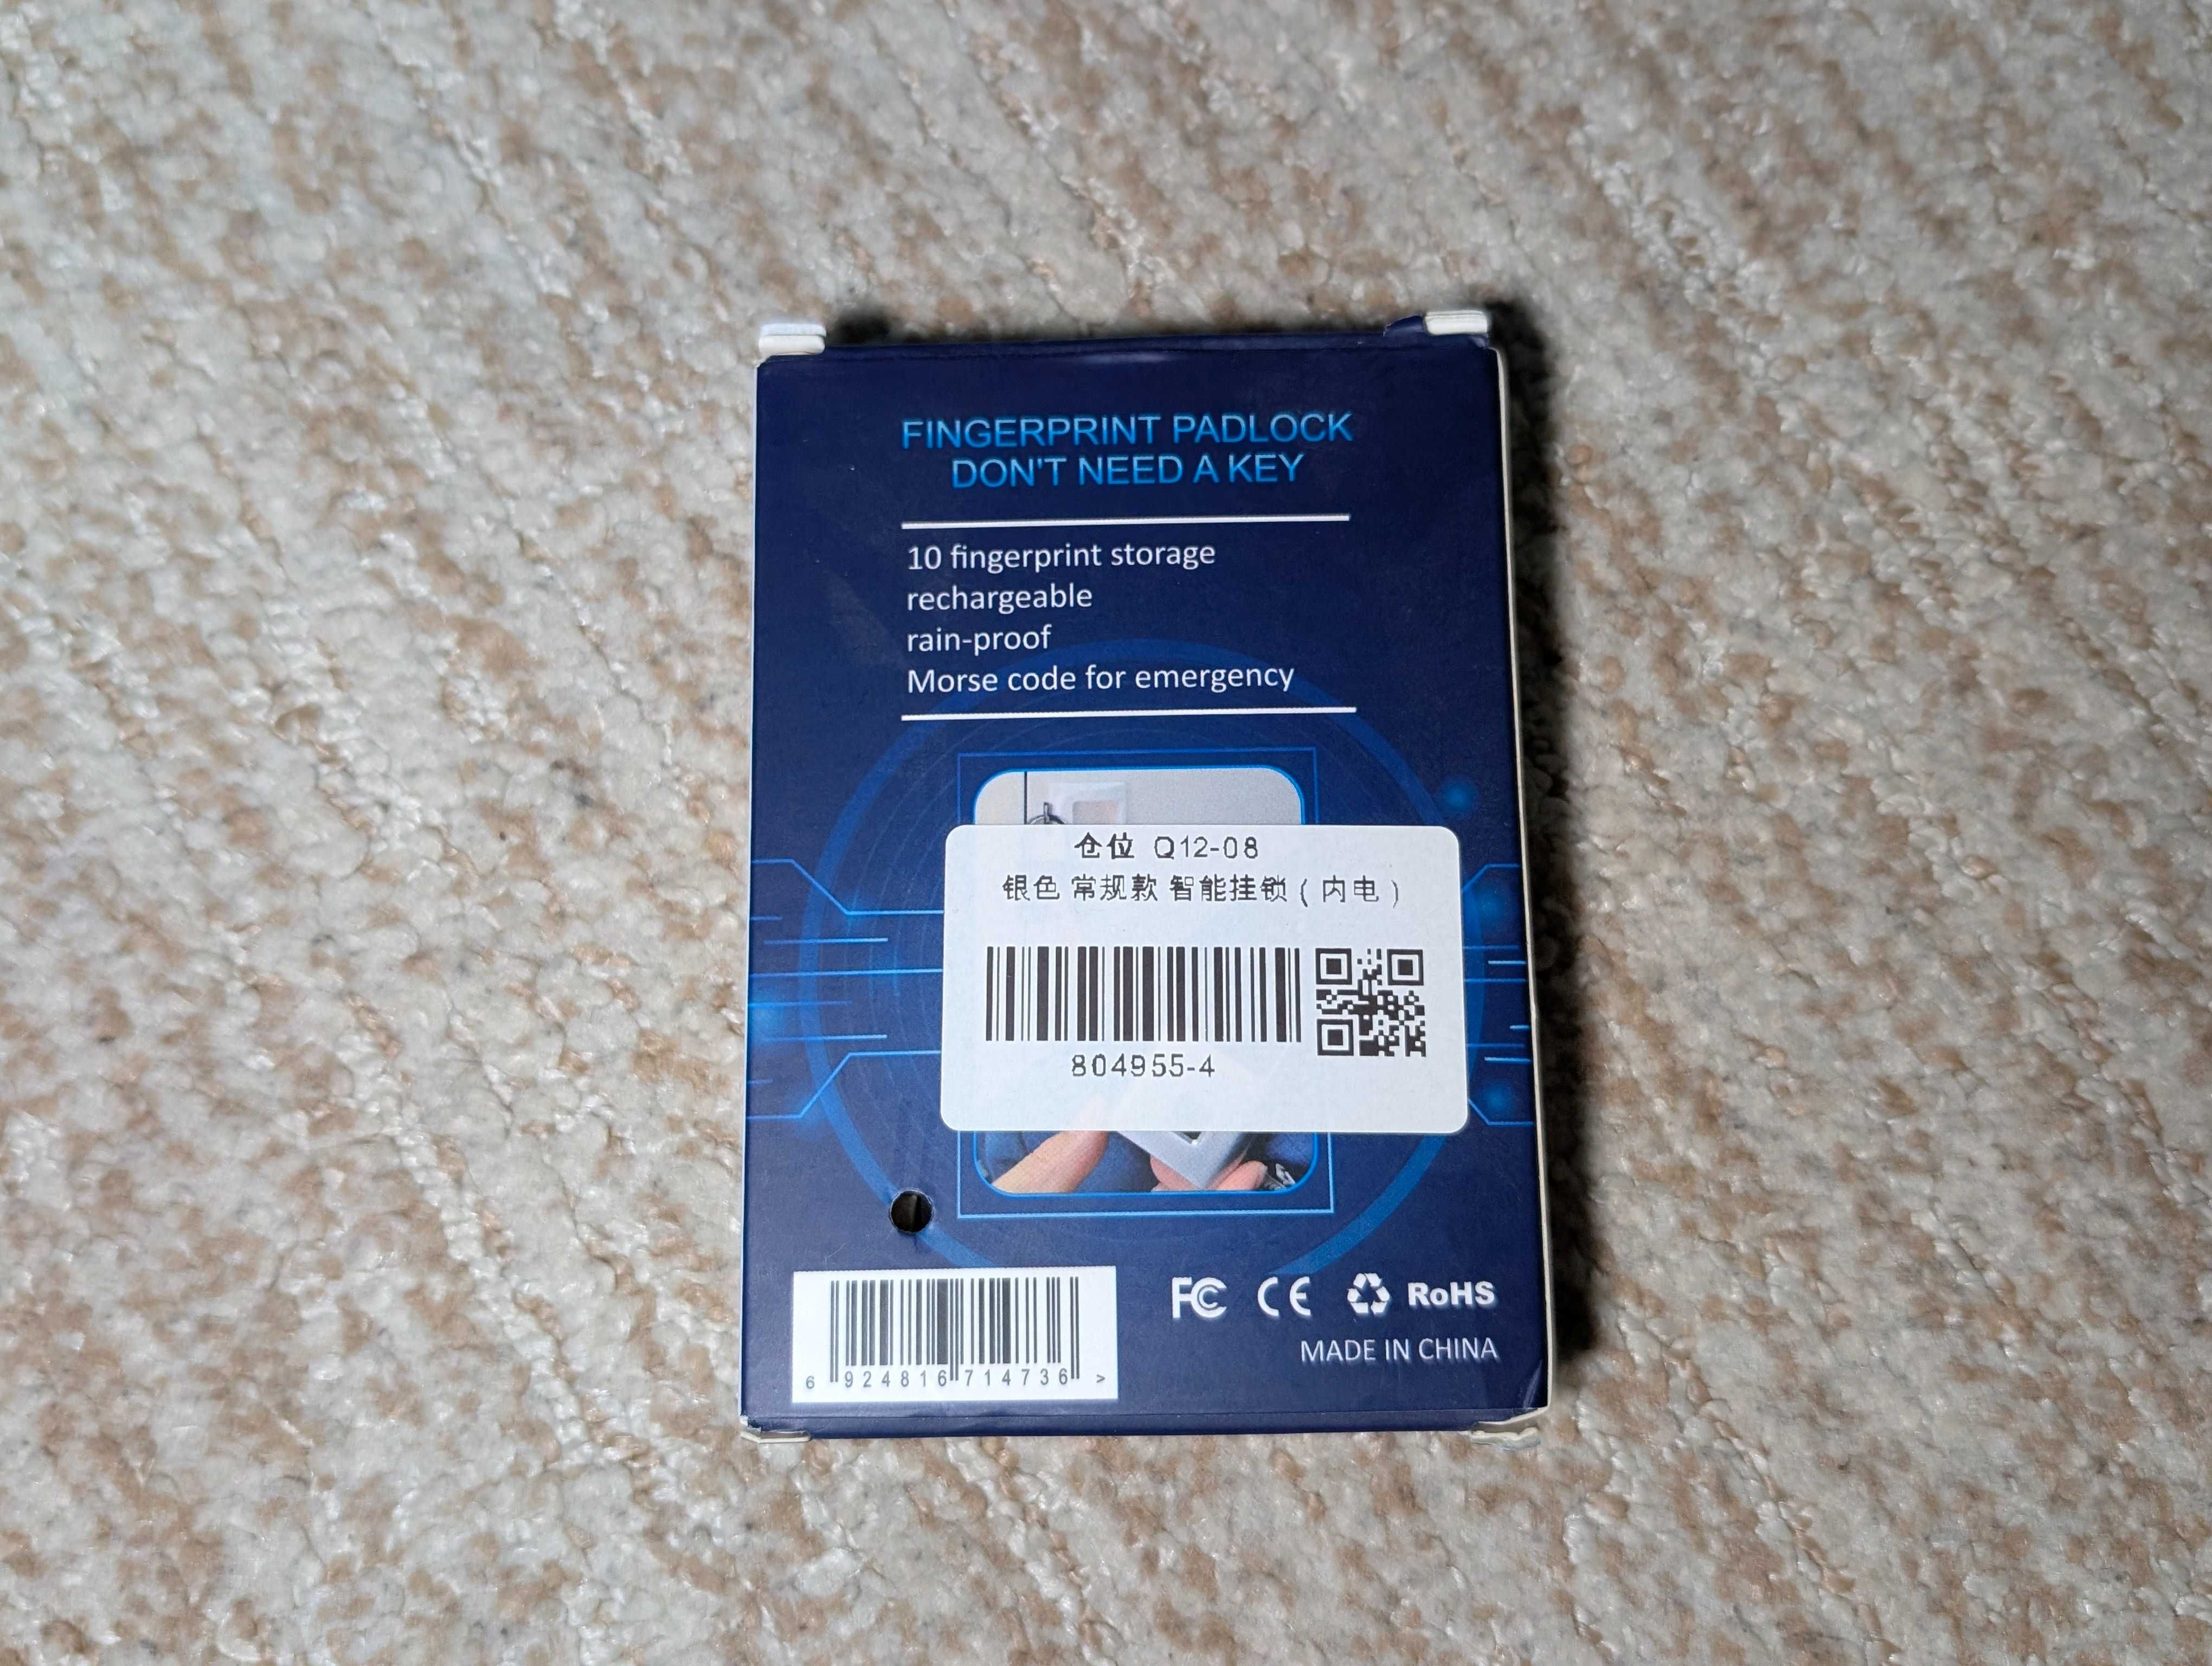 FINGERPRINT PADLOCK
DON'T NEED A KEY
10 fingerprint storage
rechargeable
rain-proof
Morse code for emergency
仓位 Q12-08
银色 常规款 智能挂锁 ( 内电 )
804955-4
6 924816 714736 >
FC CE RoHS
MADE IN CHINA